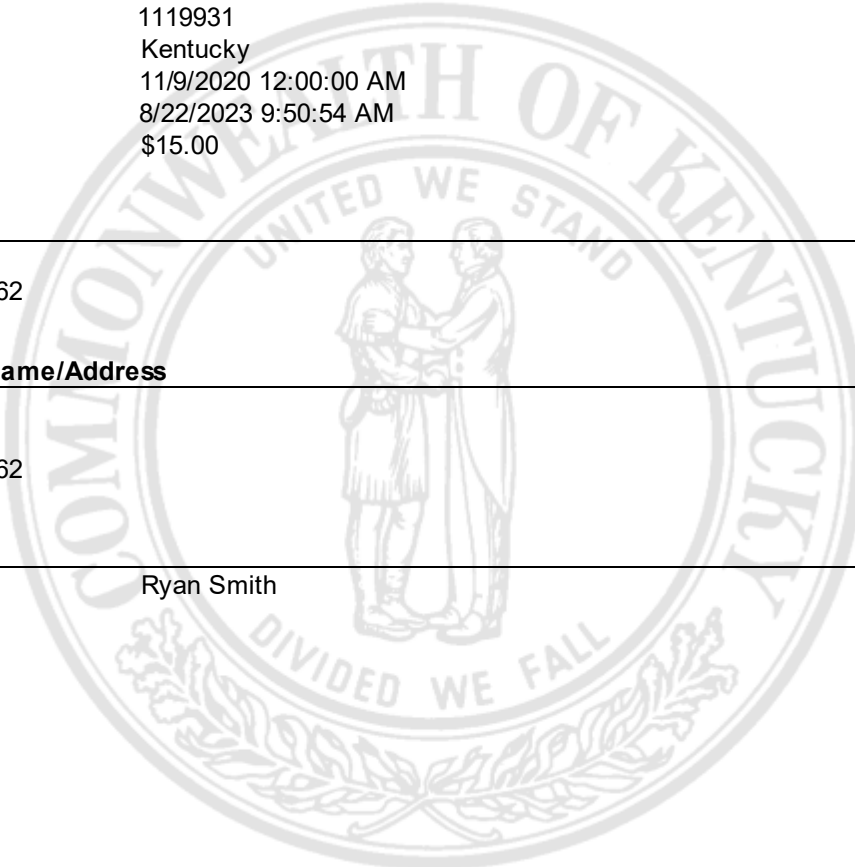 1119931
Kentucky
11/9/2020 12:00:00 AM
8/22/2023 9:50:54 AM
$15.00
COMMONWEALTH OF KENTUCKY
UNITED WE STAND
62
ame/Address
62
Ryan Smith
DIVIDED WE FALL